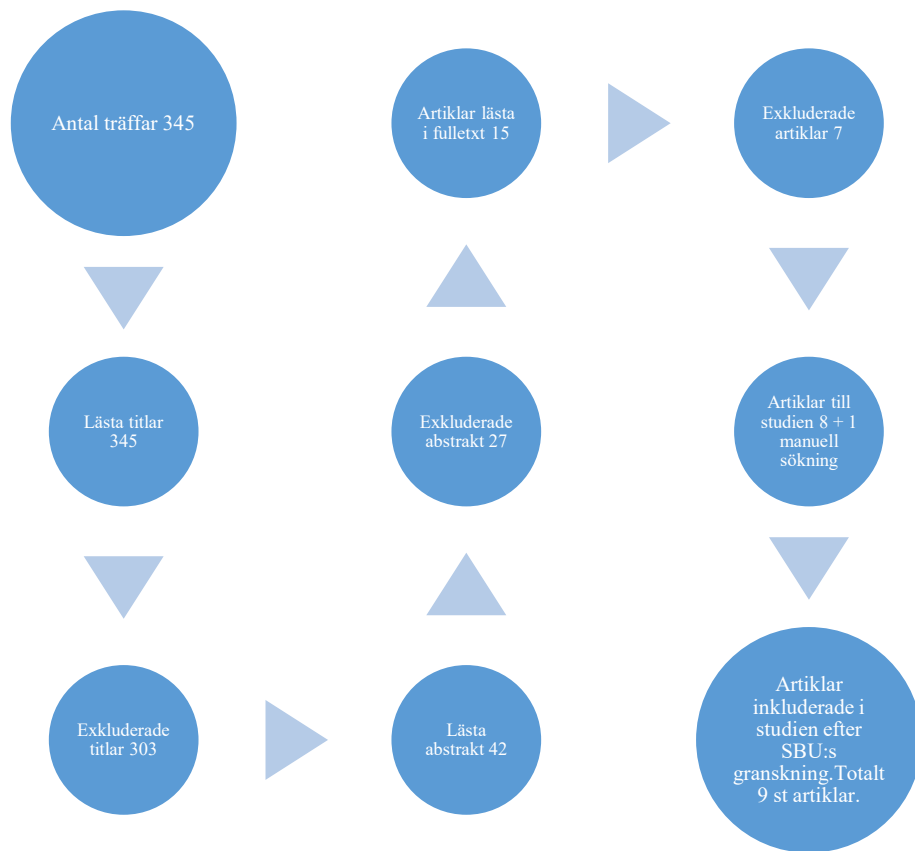 Antal träffar 345
Lästa titlar
345
Exkluderade
titlar 303
Lästa
abstrakt 42
Exkluderade
abstrakt 27
Artiklar lästa
i fulletxt 15
Exkluderade
artiklar 7
Artiklar till
studien 8 + 1
manuell
sökning
Artiklar
inkluderade i
studien efter
SBU:s
granskning.Totalt
9 st artiklar.